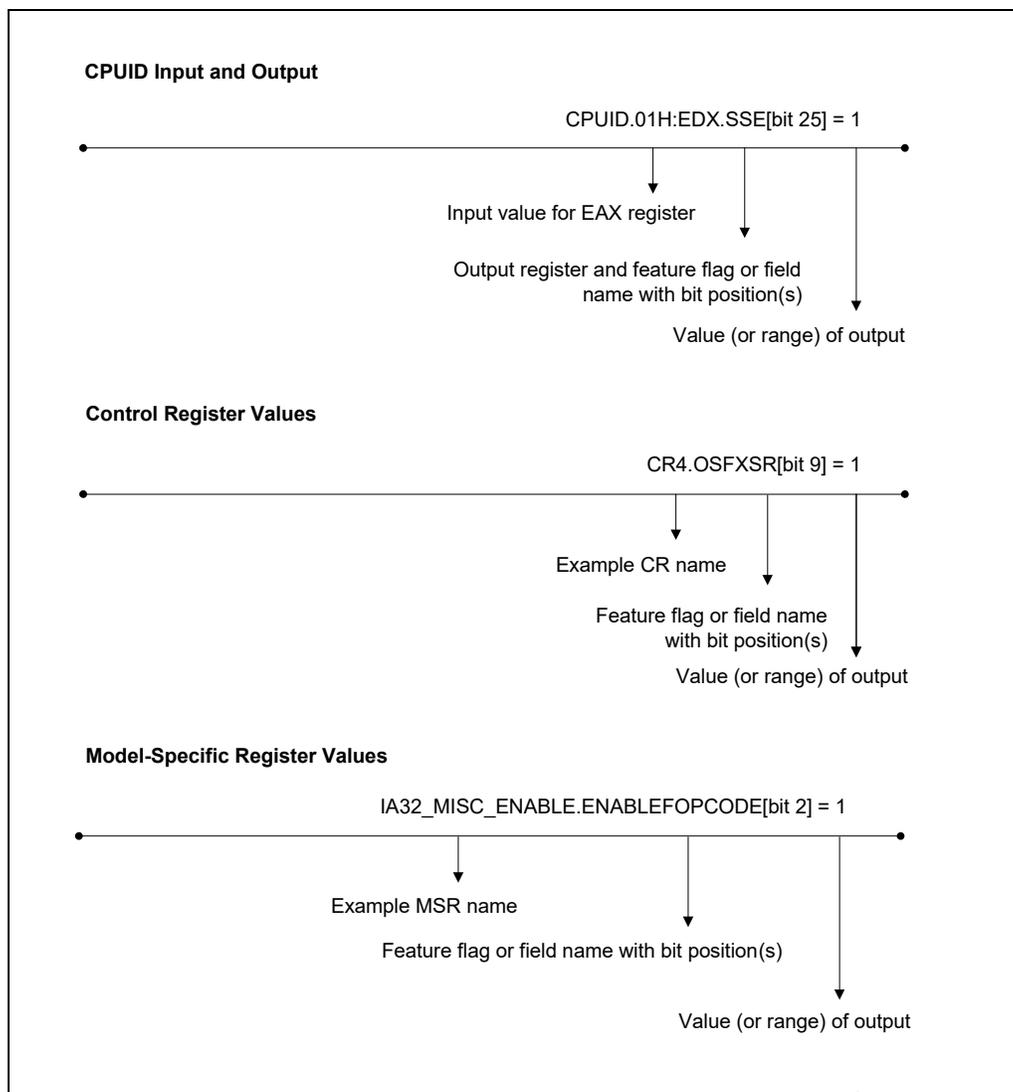 CPUID Input and Output
CPUID.01H:EDX.SSE[bit 25] = 1
Input value for EAX register
Output register and feature flag or field
name with bit position(s)
Value (or range) of output
Control Register Values
CR4.OSFXSR[bit 9] = 1
Example CR name
Feature flag or field name
with bit position(s)
Value (or range) of output
Model-Specific Register Values
IA32_MISC_ENABLE.ENABLEFOPCODE[bit 2] = 1
Example MSR name
Feature flag or field name with bit position(s)
Value (or range) of output